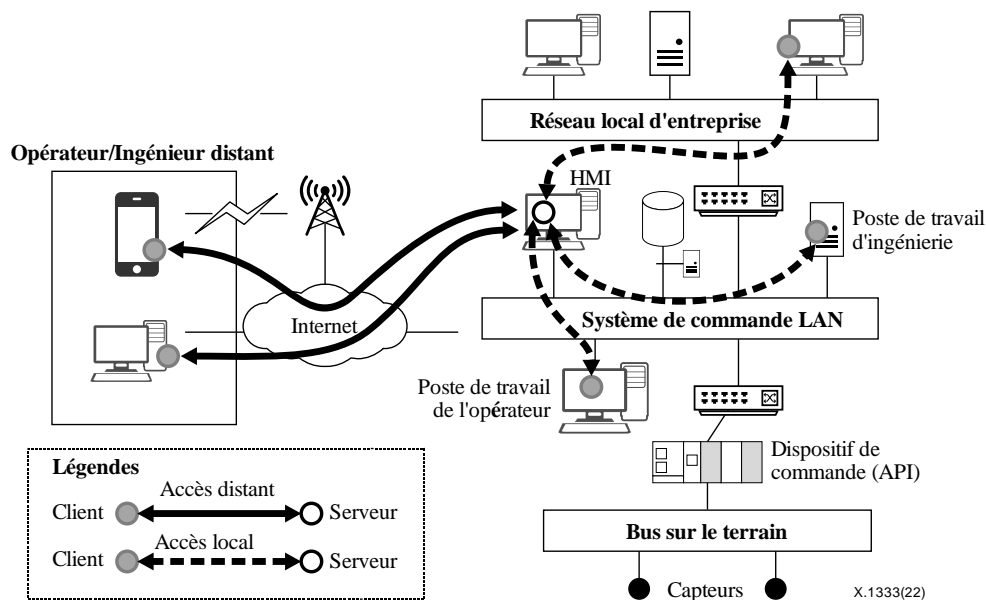 Réseau local d'entreprise
Opérateur/Ingénieur distant
HMI
Poste de travail
d'ingénierie
Internet
Système de commande LAN
Poste de travail
de l'opérateur
Dispositif de
commande (API)
Légendes
Client
Accès distant
Serveur
Client
Accès local
Serveur
Bus sur le terrain
Capteurs
X.1333(22)